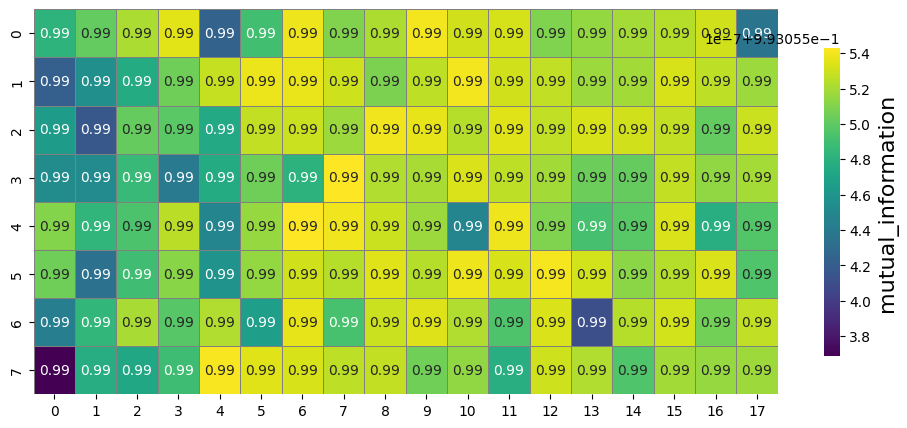 0 0.99 0.99 0.99 0.99 0.99 0.99 0.99 0.99 0.99 0.99 0.99 0.99 0.99 0.99 0.99 0.99 0.99 0.99
1e−7+9.93055e−1
1 0.99 0.99 0.99 0.99 0.99 0.99 0.99 0.99 0.99 0.99 0.99 0.99 0.99 0.99 0.99 0.99 0.99 0.99
2 0.99 0.99 0.99 0.99 0.99 0.99 0.99 0.99 0.99 0.99 0.99 0.99 0.99 0.99 0.99 0.99 0.99 0.99
3 0.99 0.99 0.99 0.99 0.99 0.99 0.99 0.99 0.99 0.99 0.99 0.99 0.99 0.99 0.99 0.99 0.99 0.99
4 0.99 0.99 0.99 0.99 0.99 0.99 0.99 0.99 0.99 0.99 0.99 0.99 0.99 0.99 0.99 0.99 0.99 0.99
5 0.99 0.99 0.99 0.99 0.99 0.99 0.99 0.99 0.99 0.99 0.99 0.99 0.99 0.99 0.99 0.99 0.99 0.99
6 0.99 0.99 0.99 0.99 0.99 0.99 0.99 0.99 0.99 0.99 0.99 0.99 0.99 0.99 0.99 0.99 0.99 0.99
7 0.99 0.99 0.99 0.99 0.99 0.99 0.99 0.99 0.99 0.99 0.99 0.99 0.99 0.99 0.99 0.99 0.99 0.99
0 1 2 3 4 5 6 7 8 9 10 11 12 13 14 15 16 17
5.4
5.2
5.0
4.8
4.6
4.4
4.2
4.0
3.8
mutual_information